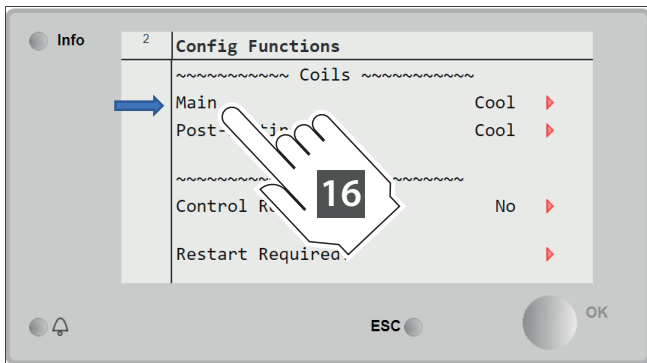 Info
2
Config Functions
~~~~~~~~~~~ Coils ~~~~~~~~~~~
Main Cool
Cool
16
Control No
Restart Required
ESC
OK